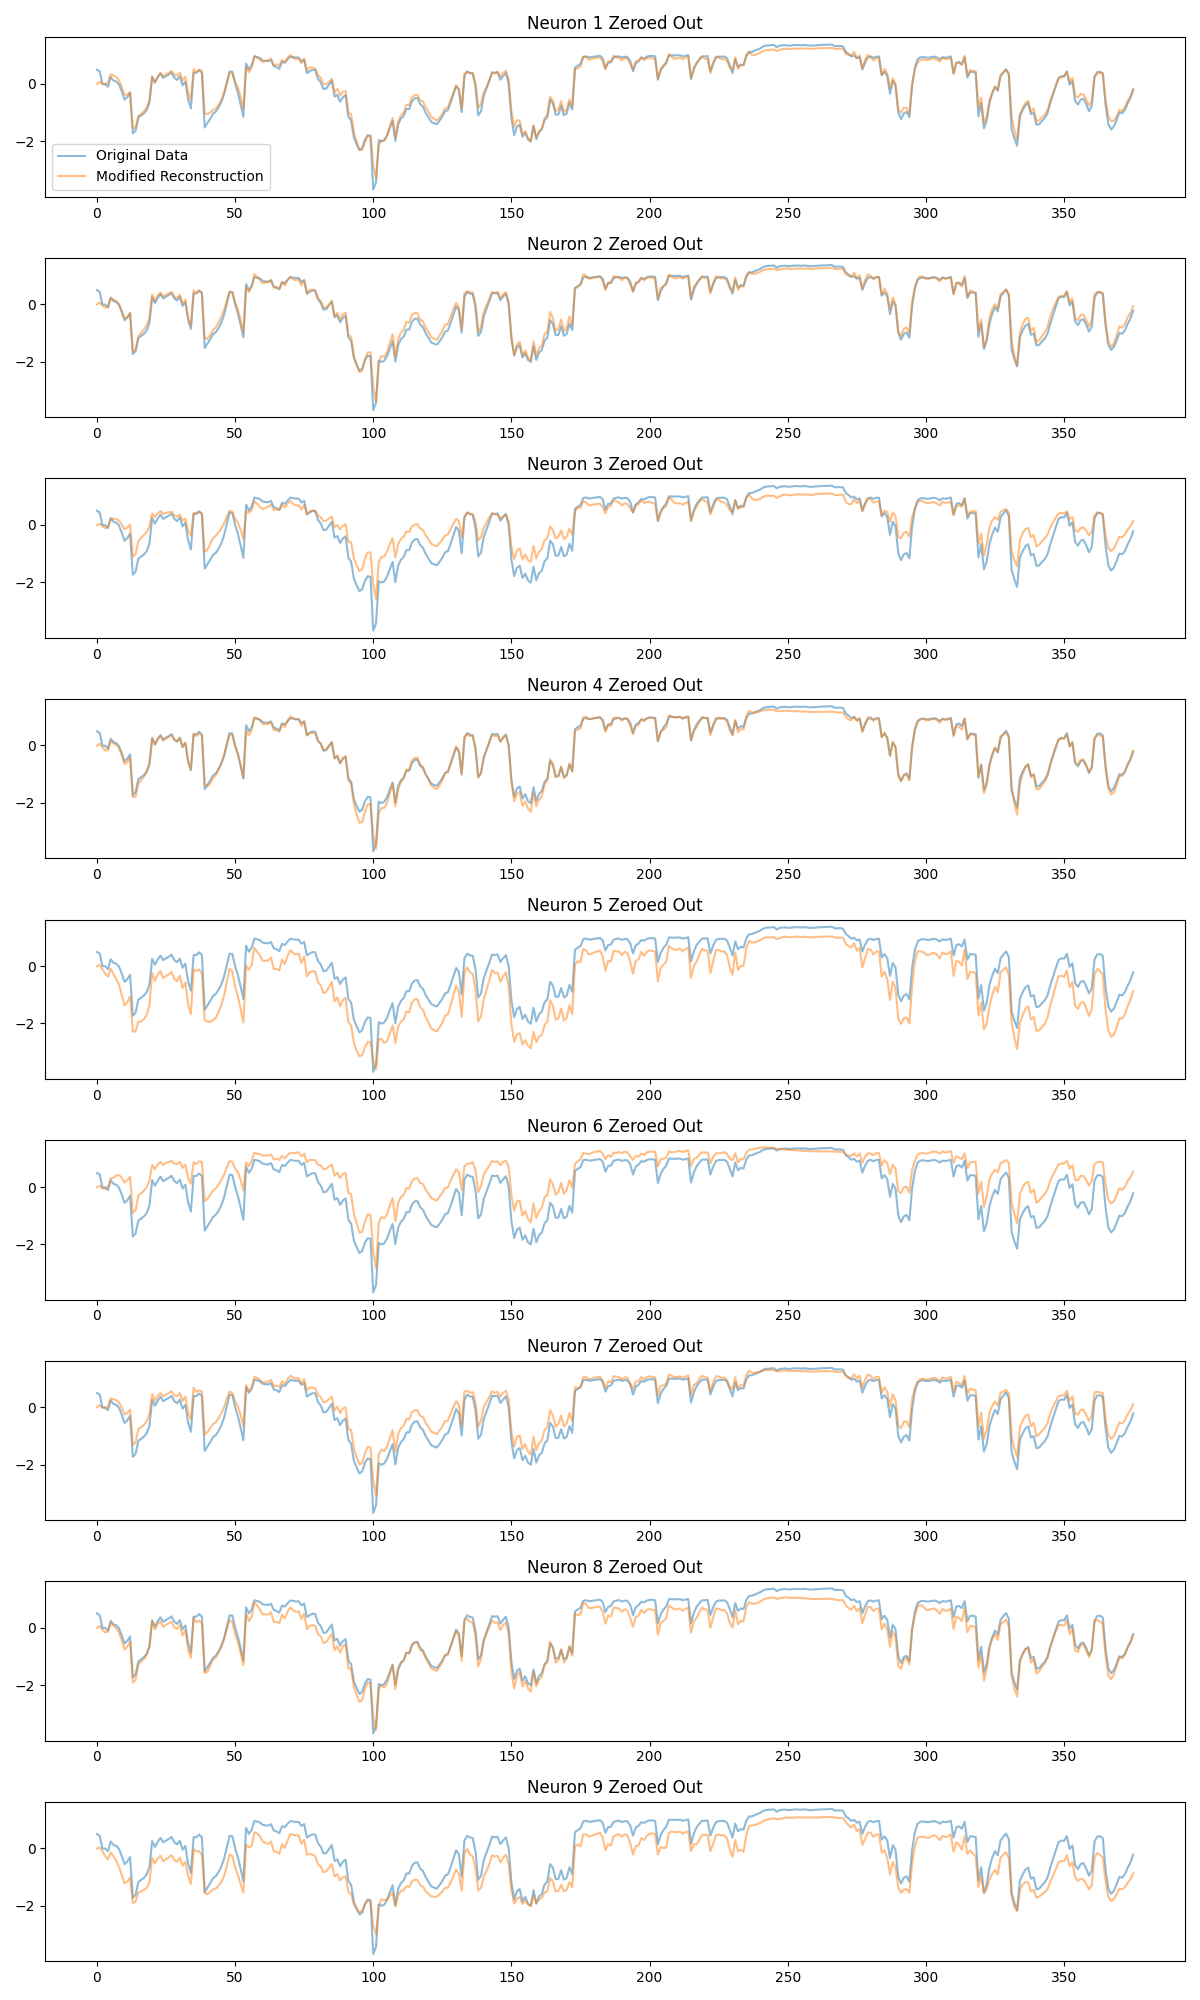 Neuron 1 Zeroed Out
0
−2
Original Data
Modified Reconstruction
0 50 100 150 200 250 300 350
Neuron 2 Zeroed Out
0
−2
0 50 100 150 200 250 300 350
Neuron 3 Zeroed Out
0
−2
0 50 100 150 200 250 300 350
Neuron 4 Zeroed Out
0
−2
0 50 100 150 200 250 300 350
Neuron 5 Zeroed Out
0
−2
0 50 100 150 200 250 300 350
Neuron 6 Zeroed Out
0
−2
0 50 100 150 200 250 300 350
Neuron 7 Zeroed Out
0
−2
0 50 100 150 200 250 300 350
Neuron 8 Zeroed Out
0
−2
0 50 100 150 200 250 300 350
Neuron 9 Zeroed Out
0
−2
0 50 100 150 200 250 300 350